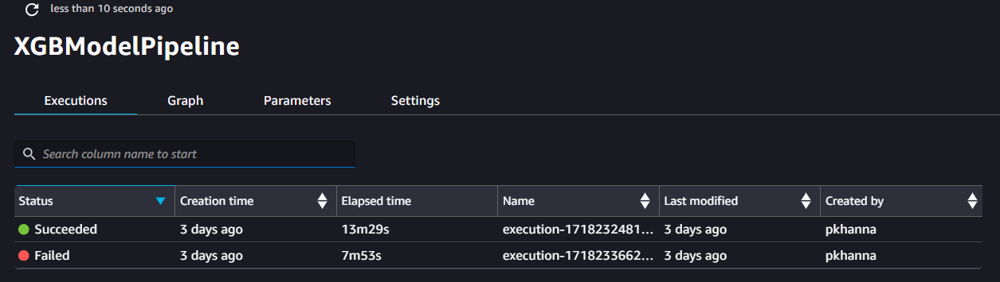 less than 10 seconds ago
XGBModelPipeline
Executions Graph Parameters Settings
Search column name to start
Status Creation time Elapsed time Name Last modified Created by
Succeeded 3 days ago 13m29s execution-1718232481... 3 days ago pkhanna
Failed 3 days ago 7m53s execution-1718233662... 3 days ago pkhanna